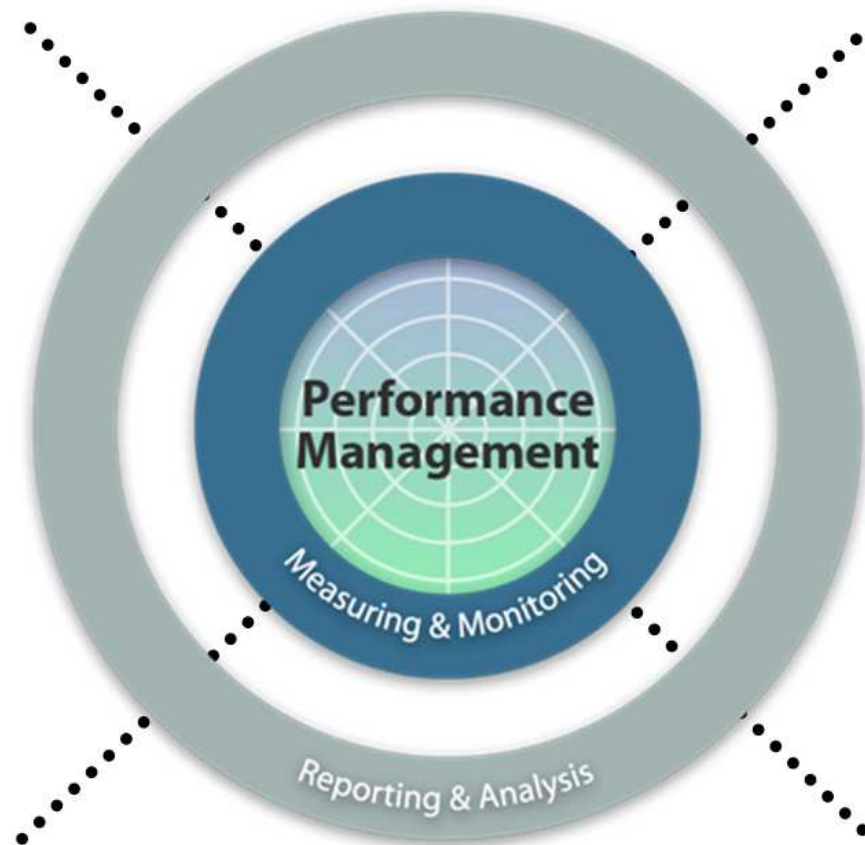 Performance
Management
Measuring & Monitoring
Reporting & Analysis